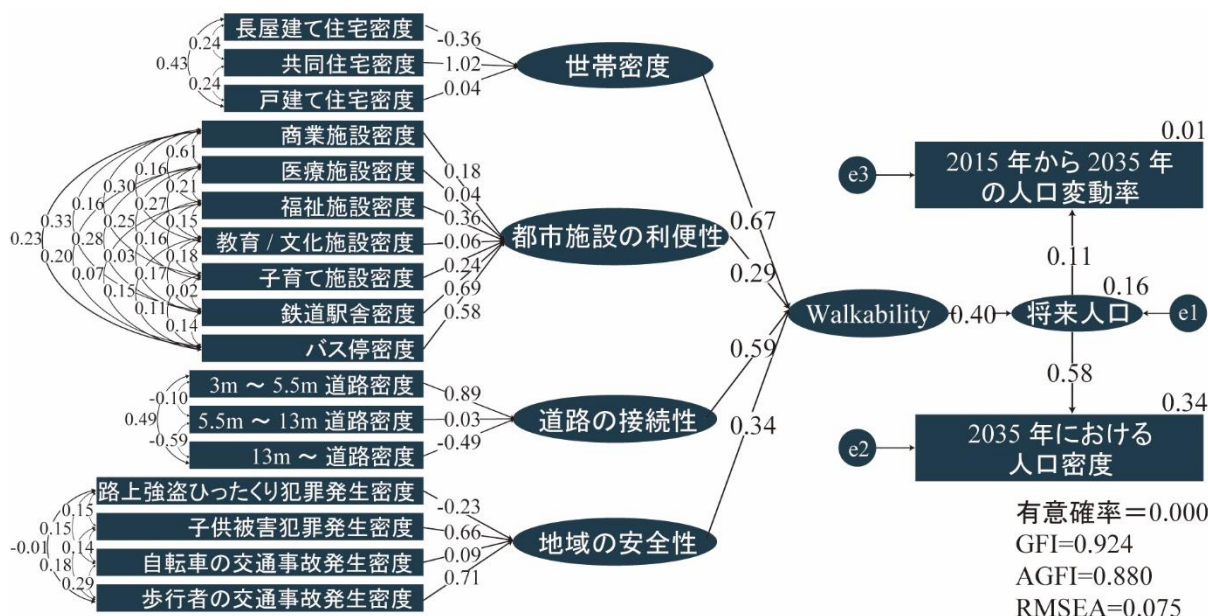 長屋建て住宅密度
共同住宅密度
戸建て住宅密度
0.24
0.43
0.24
-0.36
1.02
0.04
世帯密度
商業施設密度
医療施設密度
福祉施設密度
教育 / 文化施設密度
子育て施設密度
鉄道駅舎密度
バス停密度
0.61
0.16
0.30
0.21
0.33
0.16
0.27
0.15
0.23
0.28
0.25
0.16
0.18
0.20
0.03
0.17
0.07
0.02
0.15
0.11
0.14
0.18
0.04
0.36
-0.06
0.24
0.69
0.58
都市施設の利便性
3m ～ 5.5m 道路密度
5.5m ～ 13m 道路密度
13m ～ 道路密度
-0.10
0.49
-0.59
0.89
0.03
-0.49
道路の接続性
路上強盗ひったくり犯罪発生密度
子供被害犯罪発生密度
自転車の交通事故発生密度
歩行者の交通事故発生密度
0.15
0.15
-0.01
0.14
0.18
0.29
-0.23
0.66
0.09
0.71
地域の安全性
0.67
0.29
0.59
0.34
Walkability
0.40
将来人口
0.16
e1
0.11
0.58
e3
2015 年から 2035 年
の人口変動率
0.01
e2
2035 年における
人口密度
0.34
有意確率＝0.000
GFI=0.924
AGFI=0.880
RMSEA=0.075